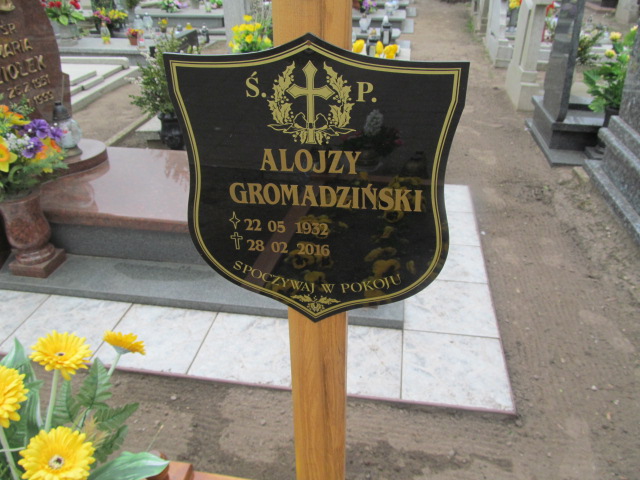 Ś. P.
ALOJZY
GROMADZIŃSKI
22 05 1932
28 02 2016
SPOCZYWAJ W POKOJU